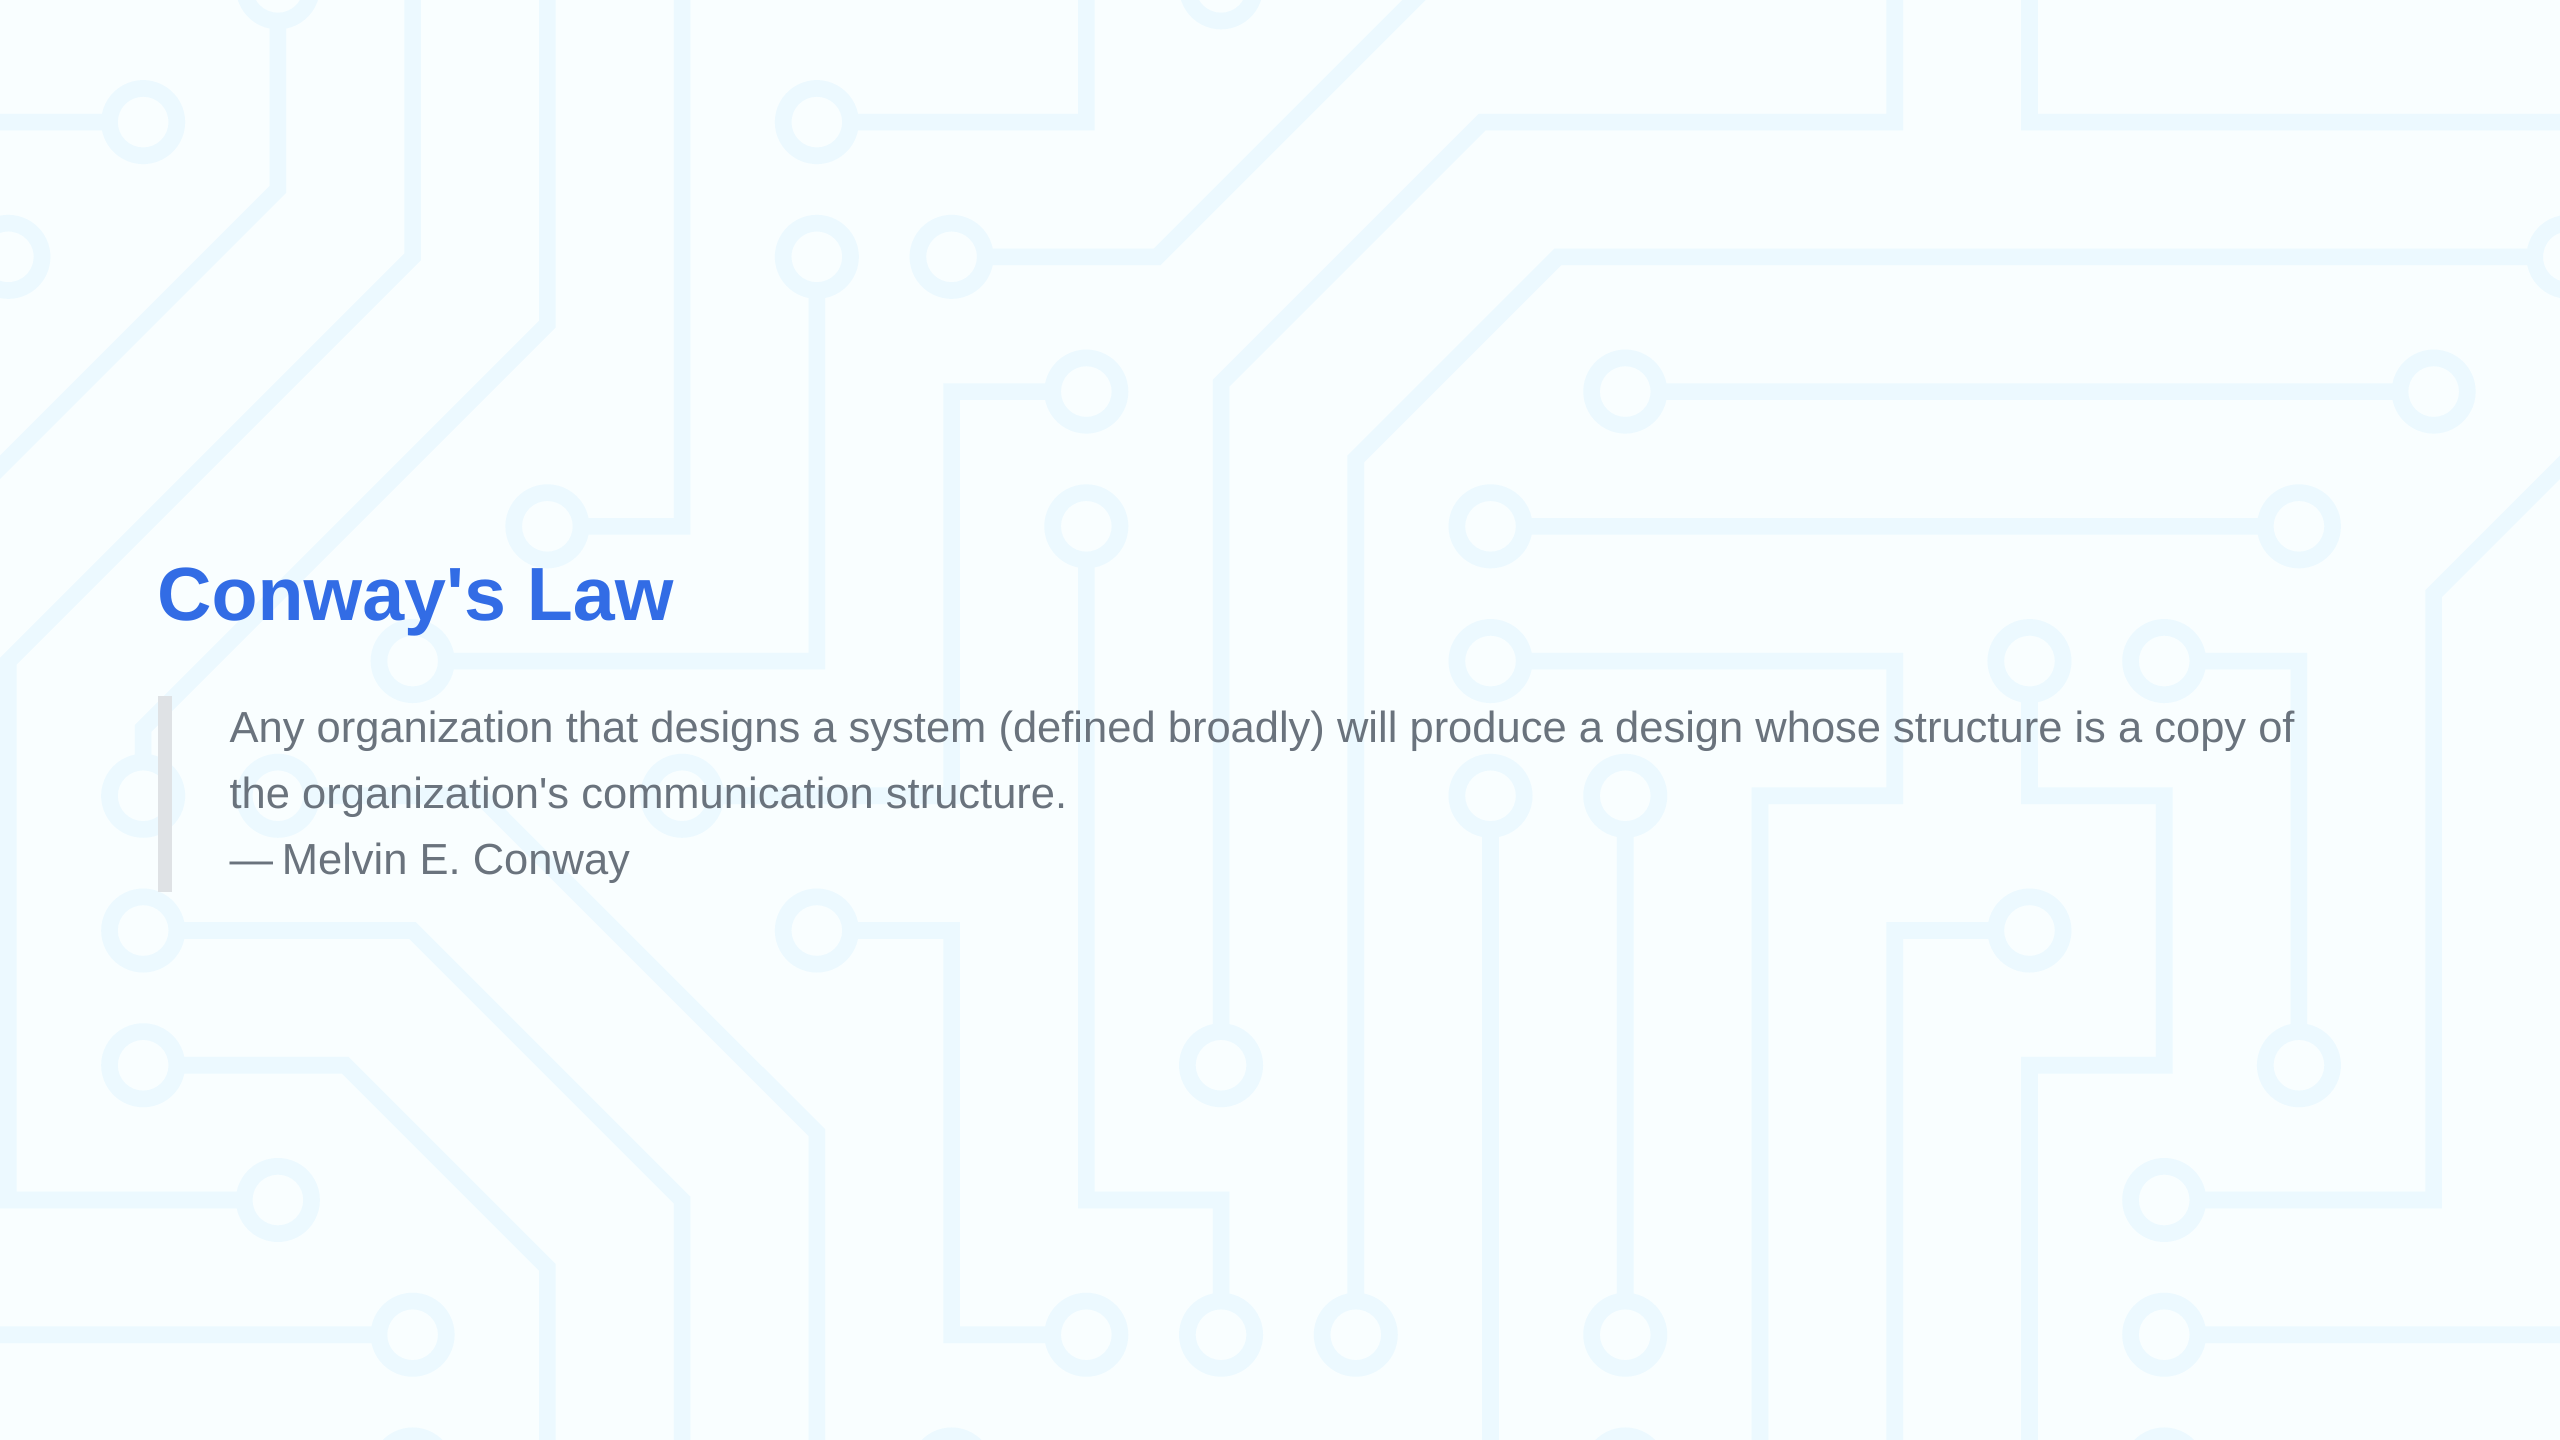 Conway's Law
Any organization that designs a system (defined broadly) will produce a design whose structure is a copy of
the organization's communication structure.
— Melvin E. Conway